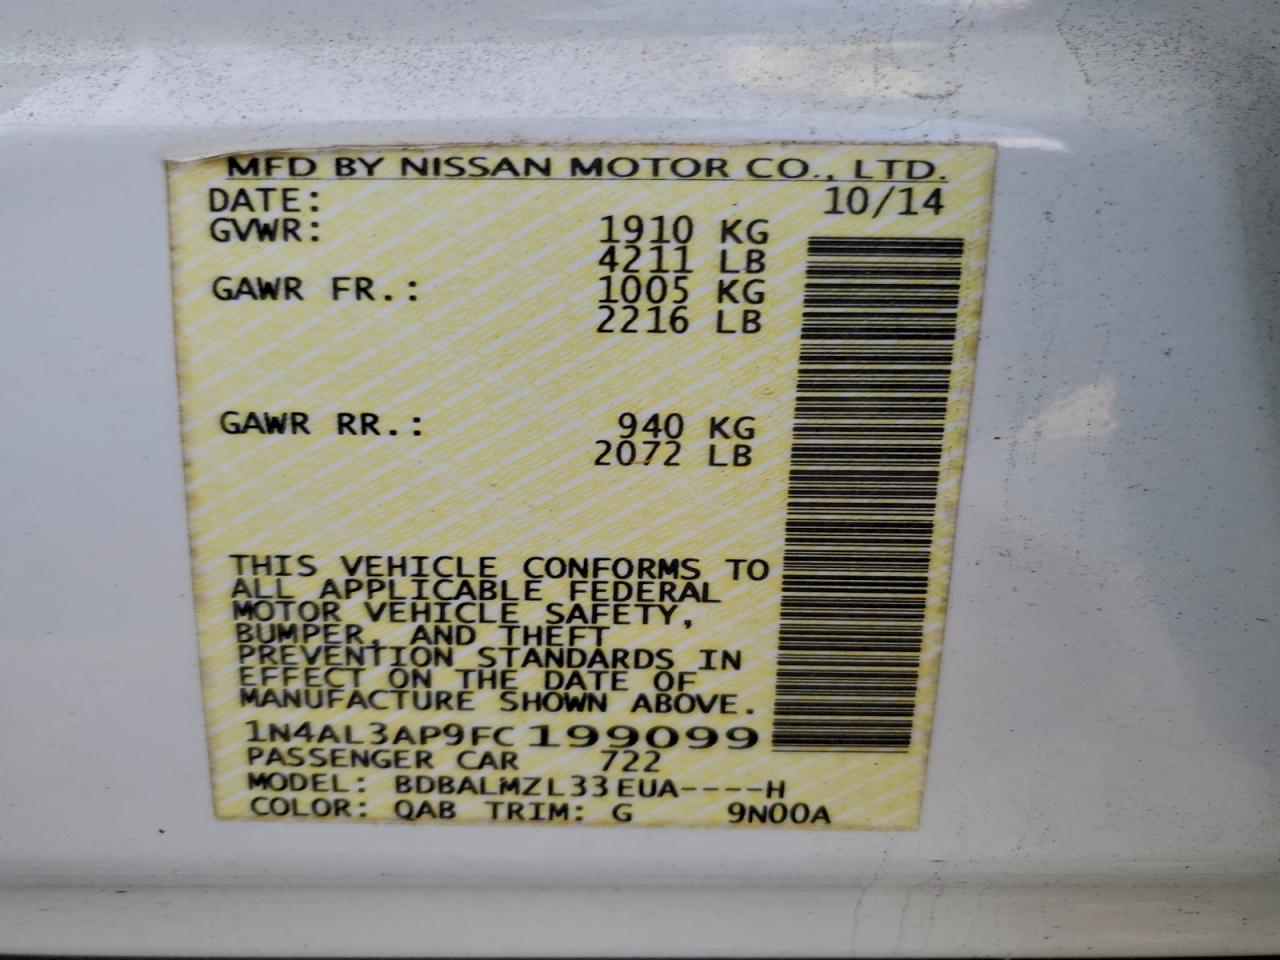 MFD BY NISSAN MOTOR CO., LTD.
DATE: 10/14
GVWR: 1910 KG
4211 LB
GAWR FR.: 1005 KG
2216 LB
GAWR RR.: 940 KG
2072 LB
THIS VEHICLE CONFORMS TO
ALL APPLICABLE FEDERAL
MOTOR VEHICLE SAFETY,
BUMPER, AND THEFT
PREVENTION STANDARDS IN
EFFECT ON THE DATE OF
MANUFACTURE SHOWN ABOVE.
1N4AL3AP9FC199099
PASSENGER CAR 722
MODEL: BDBALMZL33EUA----H
COLOR: QAB TRIM: G 9N00A